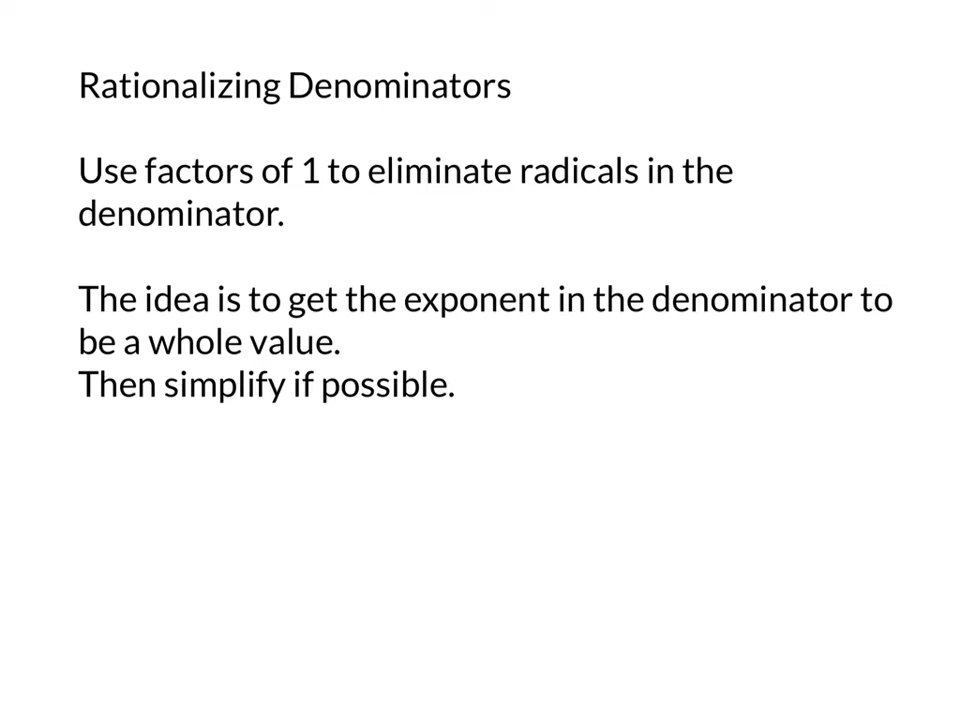 Rationalizing Denominators
Use factors of 1 to eliminate radicals in the
denominator.
The idea is to get the exponent in the denominator to
be a whole value.
Then simplify if possible.